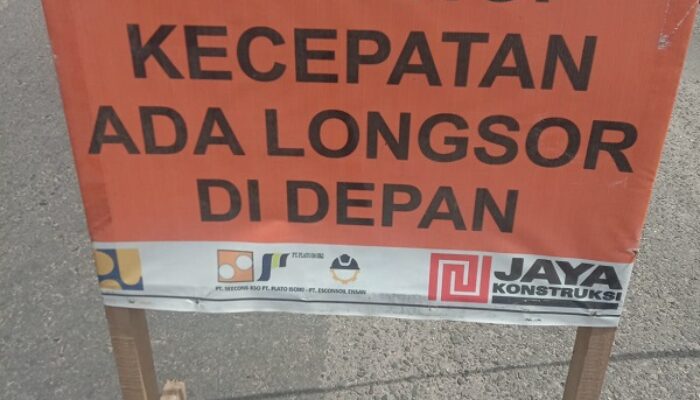 KECEPATAN
ADA LONGSOR
DI DEPAN
JAYA
KONSTRUKSI